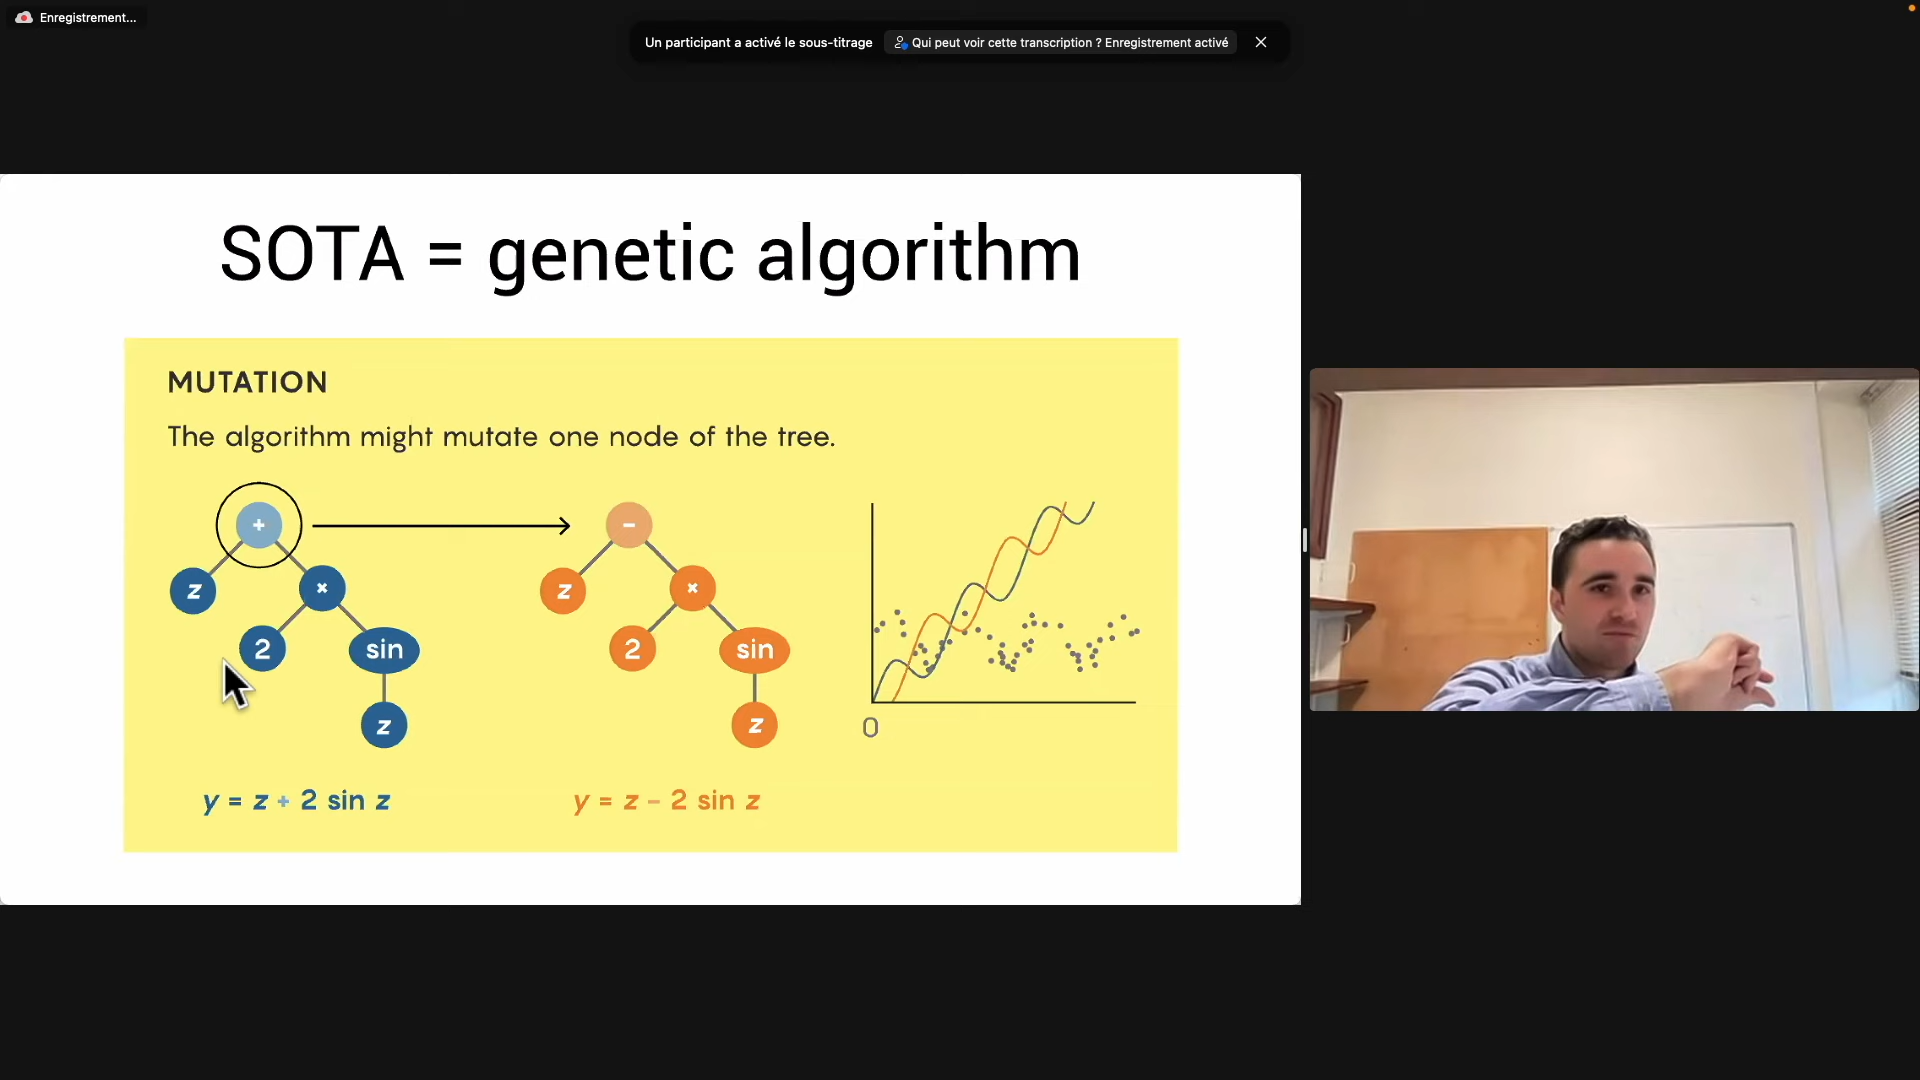 Enregistrement...
Un participant a activé le sous-titrage Qui peut voir cette transcription ? Enregistrement activé
SOTA = genetic algorithm
MUTATION
The algorithm might mutate one node of the tree.
+ −
z × z ×
2 sin 2 sin
z z
0
y = z + 2 sin z y = z − 2 sin z